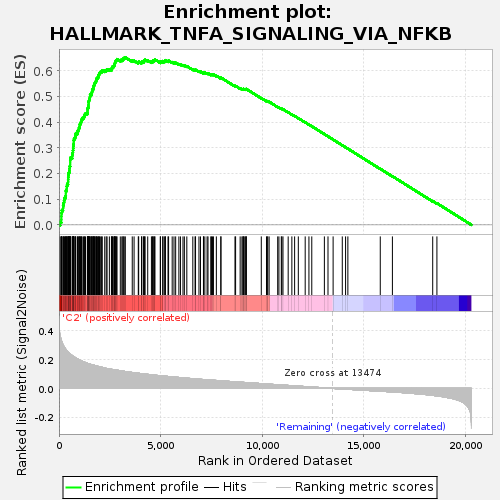 Enrichment plot:
HALLMARK_TNFA_SIGNALING_VIA_NFKB
Enrichment score (ES)
0.6
0.5
0.4
0.3
0.2
0.1
0.0
'C2' (positively correlated)
Ranked list metric (Signal2Noise)
0.4
0.2
0.0
-0.2
Zero cross at 13474
'Remaining' (negatively correlated)
0
5,000
10,000
15,000
20,000
Rank in Ordered Dataset
Enrichment profile
Hits
Ranking metric scores